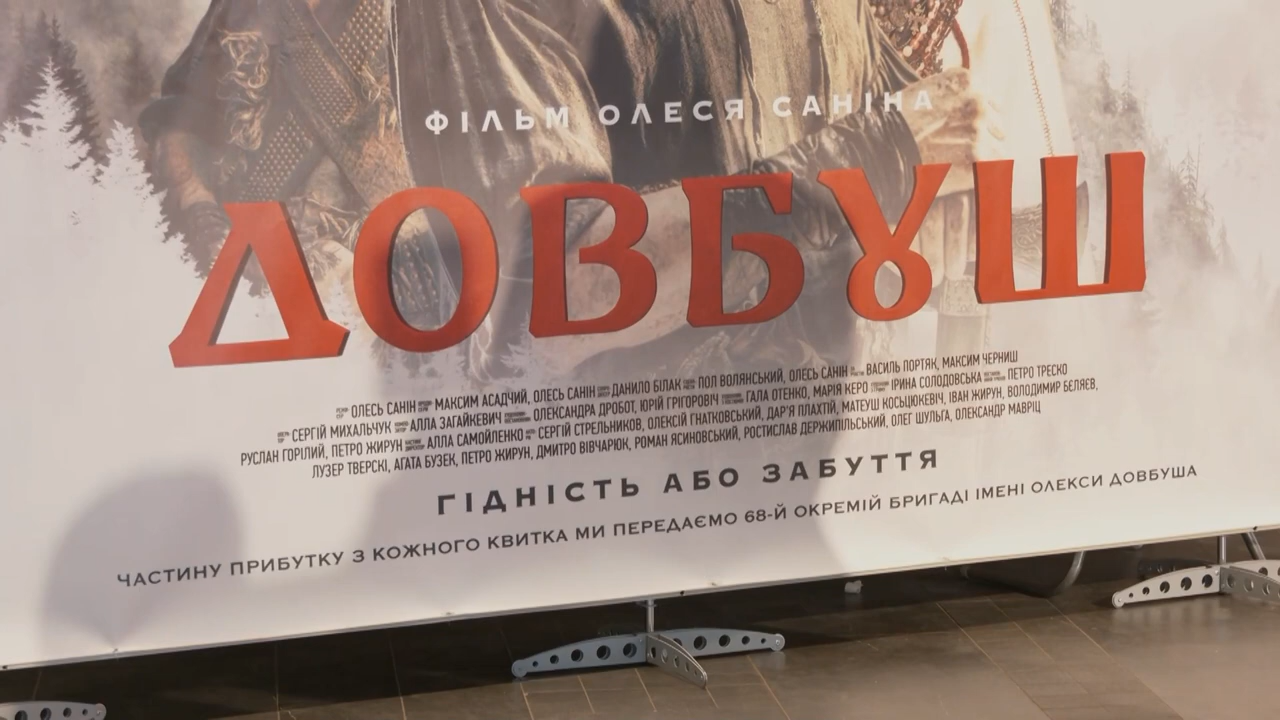 ФІЛЬМ ОЛЕСЯ САНІНА
ДОВБУШ
ОЛЕСЬ САНІН МАКСИМ АСАДЧИЙ, ОЛЕСЬ САНІН ДАНИЛО БІЛАК ПОЛ ВОЛЯНСЬКИЙ, ОЛЕСЬ САНІН ВАСИЛЬ ПОРТЯК, МАКСИМ ЧЕРНИШ
СЕРГІЙ МИХАЛЬЧУК АЛЛА ЗАГАЙКЕВИЧ ОЛЕКСАНДРА ДРОБОТ, ЮРІЙ ГРИГОРОВИЧ ГАЛА ОТЕНКО, МАРІЯ КЕРО ІРИНА СОЛОДОВСЬКА ПЕТРО ТРЕСКО
РУСЛАН ГОРІЛИЙ, ПЕТРО ЖИРУН АЛЛА САМОЙЛЕНКО СЕРГІЙ СТРЕЛЬНИКОВ, ОЛЕКСІЙ ГНАТКОВСЬКИЙ, ДАР'Я ПЛАХТІЙ, МАТЕУШ КОСЬЦЮКЕВІЧ, ІВАН ЖИРУН, ВОЛОДИМИР БЄЛЯЕВ,
ЛУЗЕР ТВЕРСКІ, АГАТА БУЗЕК, ПЕТРО ЖИРУН, ДМИТРО ВІВЧАРЮК, РОМАН ЯСИНОВСЬКИЙ, РОСТИСЛАВ ДЕРЖИПІЛЬСЬКИЙ, ОЛЕГ ШУЛЬГА, ОЛЕКСАНДР МАВРІЦ
ГІДНІСТЬ АБО ЗАБУТТЯ
ЧАСТИНУ ПРИБУТКУ З КОЖНОГО КВИТКА МИ ПЕРЕДАЄМО 68-Й ОКРЕМІЙ БРИГАДІ ІМЕНІ ОЛЕКСИ ДОВБУША